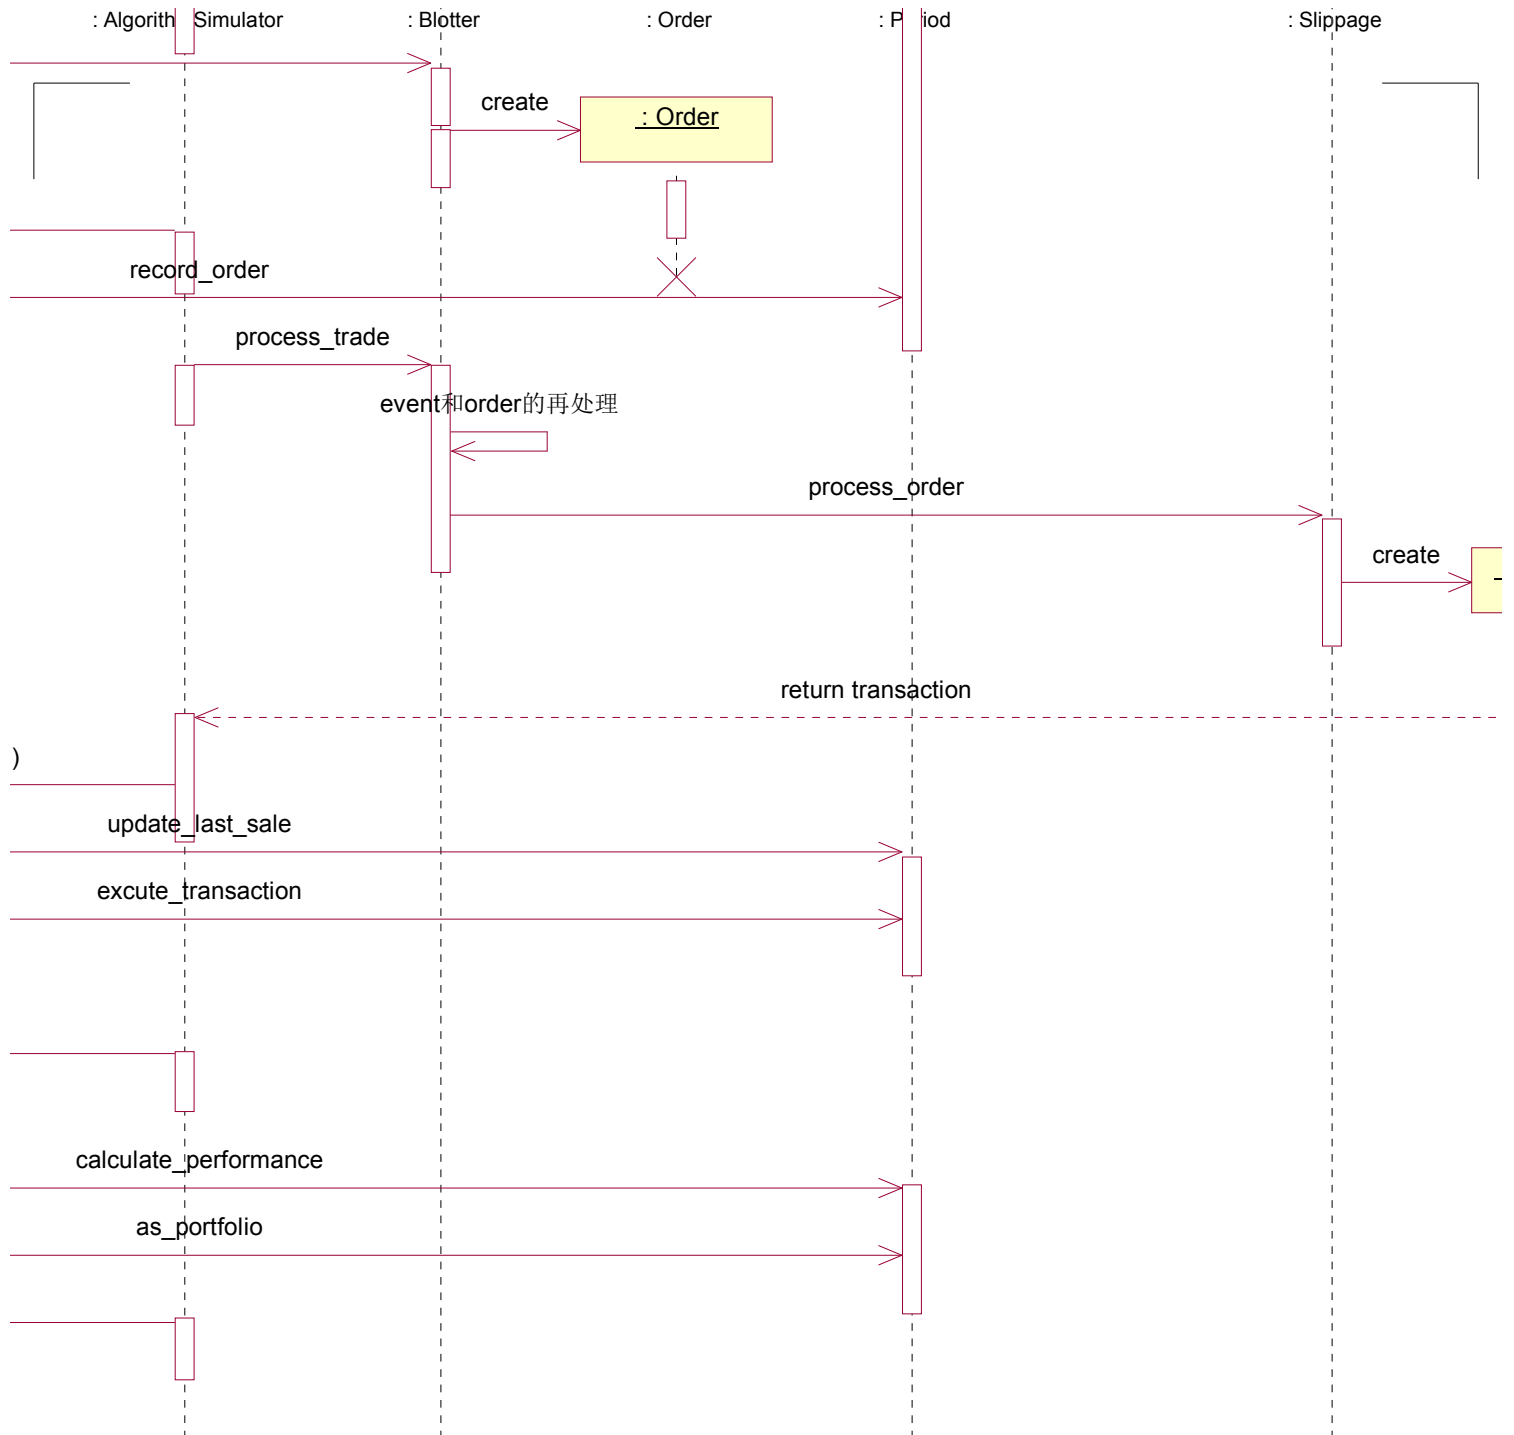 : Algorith Simulator
: Blotter
: Order
: P riod
: Slippage
create
: Order
record_order
process_trade
event和order的再处理
process_order
create
return transaction
)
update_last_sale
excute_transaction
calculate_performance
as_portfolio